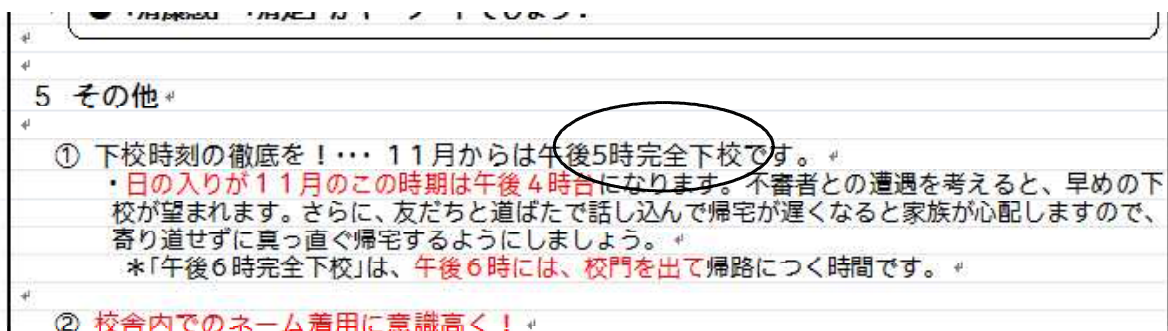 5 その他
① 下校時刻の徹底を！・・・ １１月からは午後5時完全下校です。
・日の入りが１１月のこの時期は午後４時台になります。不審者との遭遇を考えると、早めの下
校が望まれます。さらに、友だちと道ばたで話し込んで帰宅が遅くなると家族が心配しますので、
寄り道せずに真っ直ぐ帰宅するようにしましょう。
＊「午後６時完全下校」は、午後６時には、校門を出て帰路につく時間です。
② 校舎内でのネーム着用に意識高く！